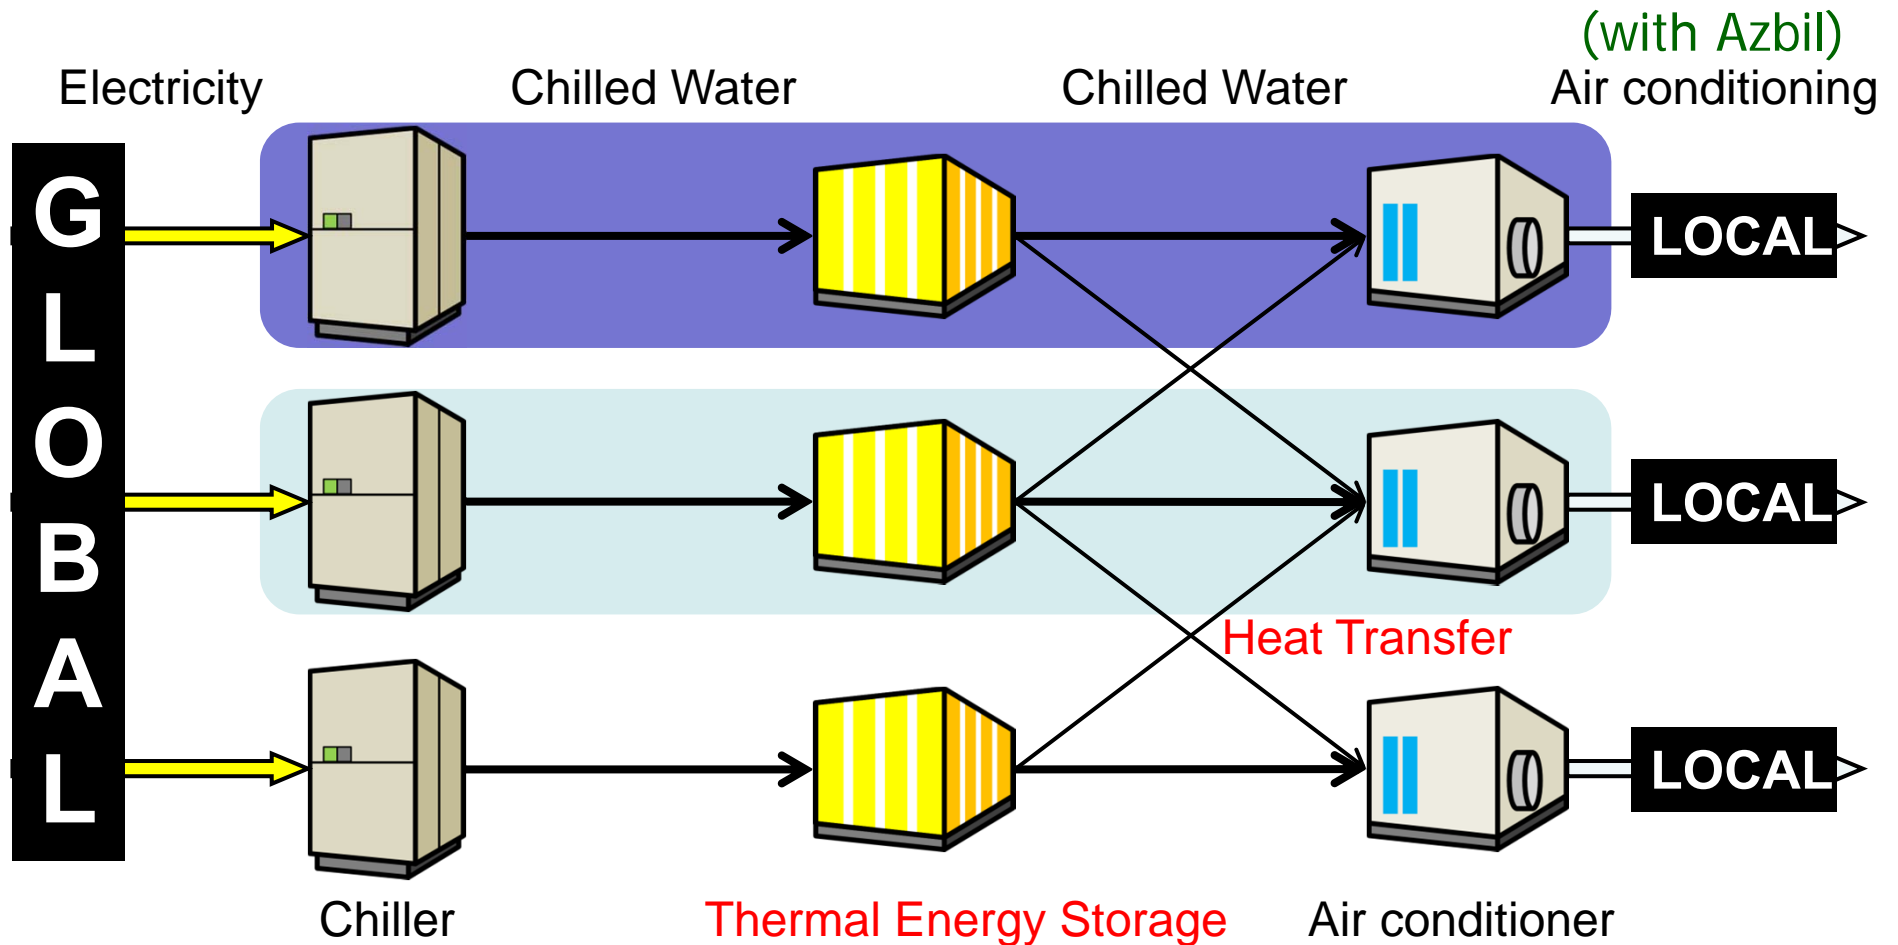 (with Azbil)
Electricity
Chilled Water
Chilled Water
Air conditioning
GLOBAL
LOCAL
LOCAL
Heat Transfer
LOCAL
Chiller
Thermal Energy Storage
Air conditioner